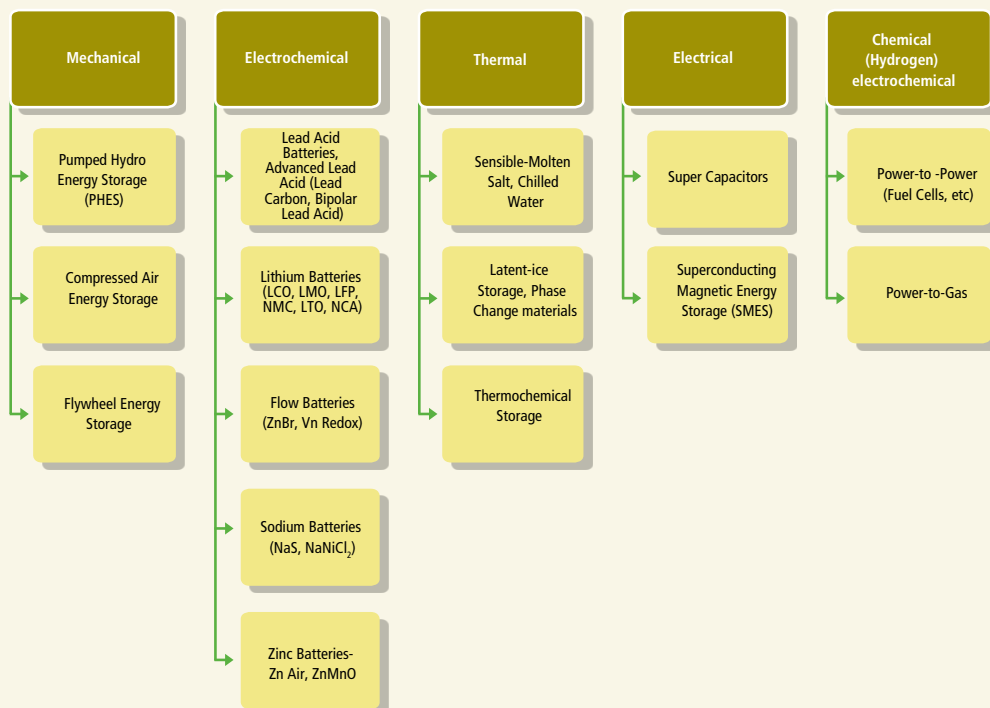 Mechanical
Pumped Hydro
Energy Storage
(PHES)
Compressed Air
Energy Storage
Flywheel Energy
Storage
Electrochemical
Lead Acid
Batteries,
Advanced Lead
Acid (Lead
Carbon, Bipolar
Lead Acid)
Lithium Batteries
(LCO, LMO, LFP,
NMC, LTO, NCA)
Flow Batteries
(ZnBr, Vn Redox)
Sodium Batteries
(NaS, NaNiCl₂)
Zinc Batteries-
Zn Air, ZnMnO
Thermal
Sensible-Molten
Salt, Chilled
Water
Latent-ice
Storage, Phase
Change materials
Thermochemical
Storage
Electrical
Super Capacitors
Superconducting
Magnetic Energy
Storage (SMES)
Chemical
(Hydrogen)
electrochemical
Power-to -Power
(Fuel Cells, etc)
Power-to-Gas